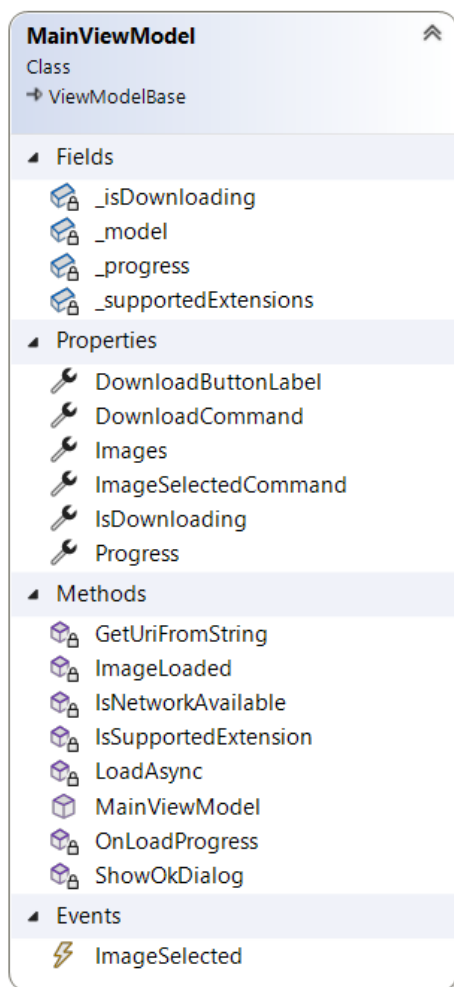 MainViewModel
Class
ViewModelBase
Fields
_isDownloading
_model
_progress
_supportedExtensions
Properties
DownloadButtonLabel
DownloadCommand
Images
ImageSelectedCommand
IsDownloading
Progress
Methods
GetUriFromString
ImageLoaded
IsNetworkAvailable
IsSupportedExtension
LoadAsync
MainViewModel
OnLoadProgress
ShowOkDialog
Events
ImageSelected